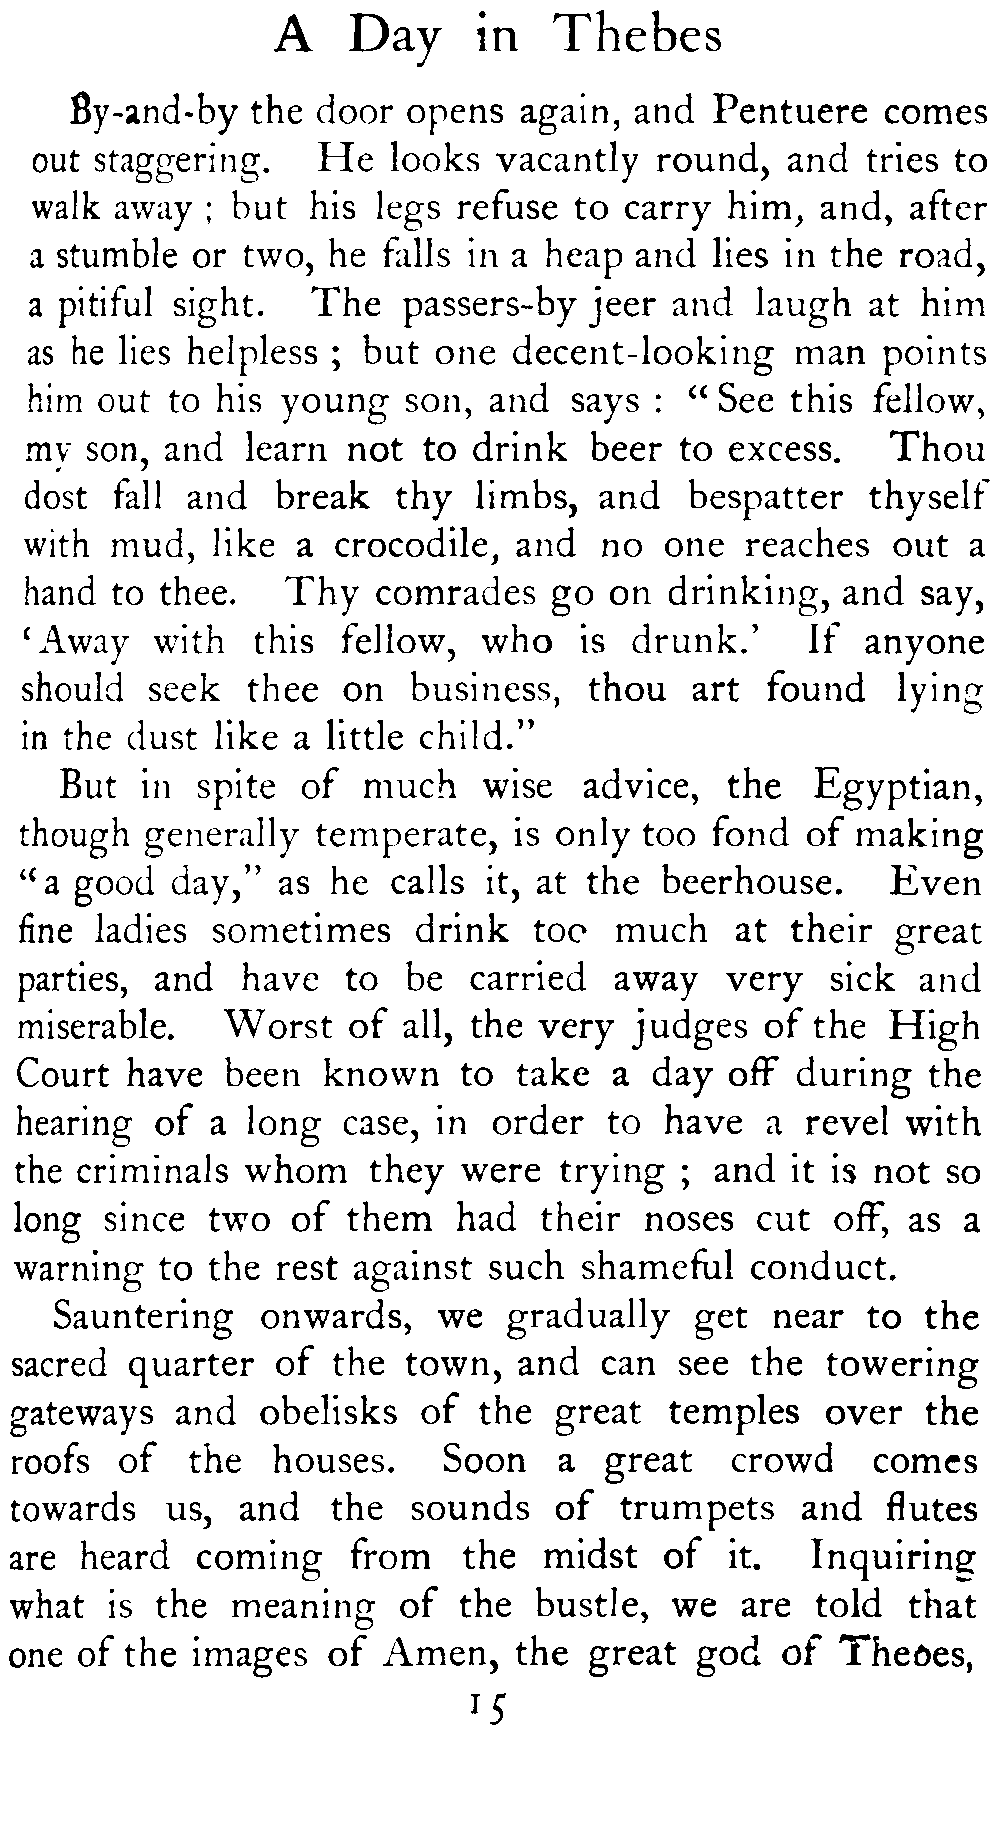 A Day in Thebes
By-and-by the door opens again, and Pentuere comes
out staggering. He looks vacantly round, and tries to
walk away ; but his legs refuse to carry him, and, after
a stumble or two, he falls in a heap and lies in the road,
a pitiful sight. The passers-by jeer and laugh at him
as he lies helpless ; but one decent-looking man points
him out to his young son, and says : “ See this fellow,
my son, and learn not to drink beer to excess. Thou
dost fall and break thy limbs, and bespatter thyself
with mud, like a crocodile, and no one reaches out a
hand to thee. Thy comrades go on drinking, and say,
‘ Away with this fellow, who is drunk.’ If anyone
should seek thee on business, thou art found lying
in the dust like a little child.”
But in spite of much wise advice, the Egyptian,
though generally temperate, is only too fond of making
“ a good day,” as he calls it, at the beerhouse. Even
fine ladies sometimes drink too much at their great
parties, and have to be carried away very sick and
miserable. Worst of all, the very judges of the High
Court have been known to take a day off during the
hearing of a long case, in order to have a revel with
the criminals whom they were trying ; and it is not so
long since two of them had their noses cut off, as a
warning to the rest against such shameful conduct.
Sauntering onwards, we gradually get near to the
sacred quarter of the town, and can see the towering
gateways and obelisks of the great temples over the
roofs of the houses. Soon a great crowd comes
towards us, and the sounds of trumpets and flutes
are heard coming from the midst of it. Inquiring
what is the meaning of the bustle, we are told that
one of the images of Amen, the great god of Thebes,
15